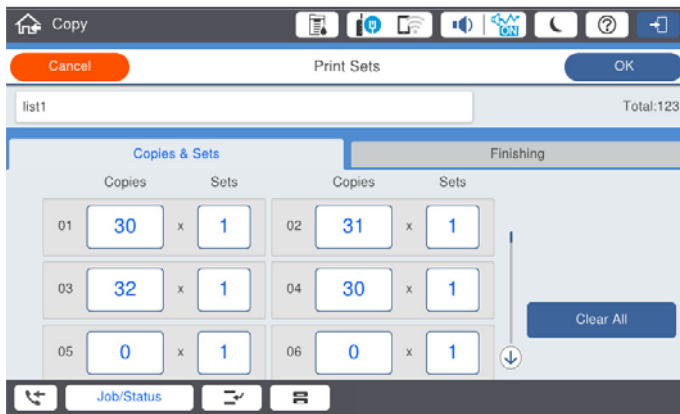 Copy
ON
Cancel Print Sets OK
list1 Total:123
Copies & Sets Finishing
Copies Sets Copies Sets
01 30 x 1 02 31 x 1
03 32 x 1 04 30 x 1
Clear All
05 0 x 1 06 0 x 1
Job/Status